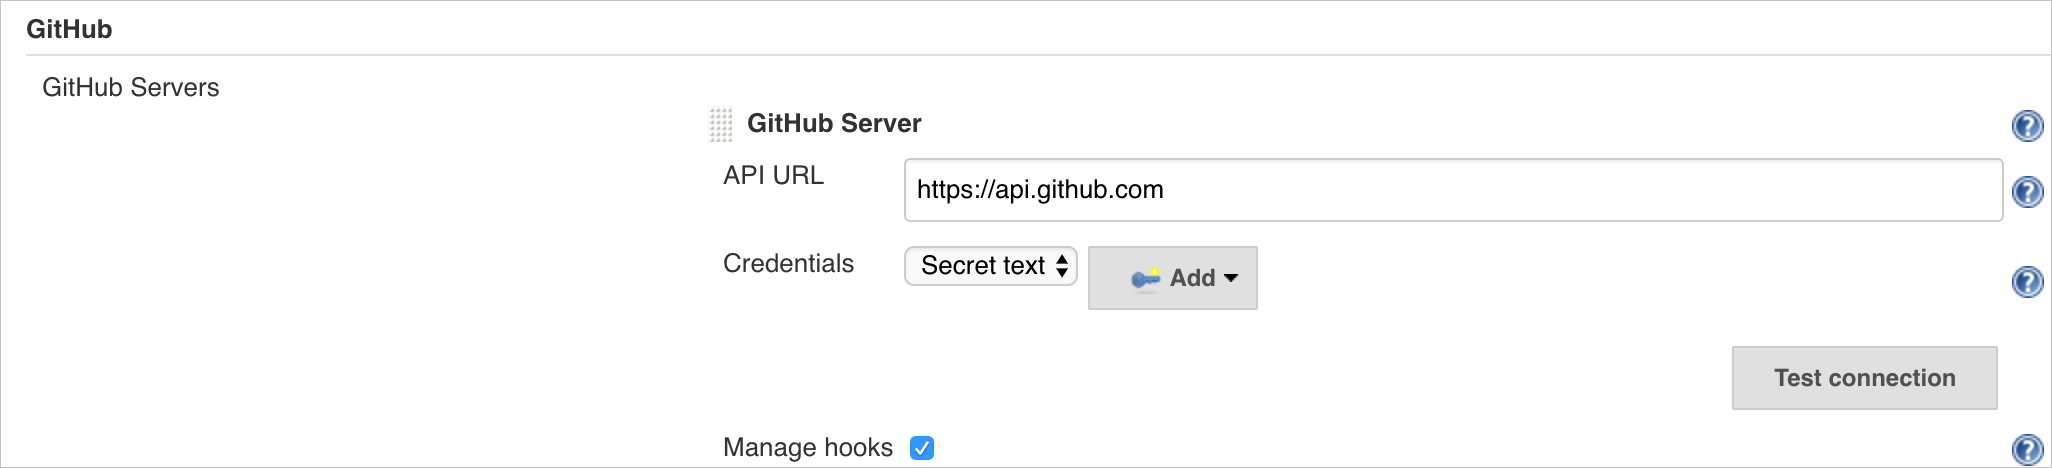 GitHub
GitHub Servers
GitHub Server
API URL
https://api.github.com
Credentials
Secret text
Add
Test connection
Manage hooks